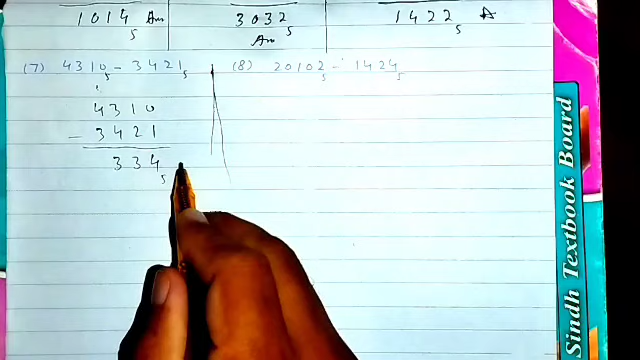 1014₅ Ans
3032₅
Ans
1422₅ A
(7) 4310₅ - 3421₅
(8) 20102₅ - 1424₅
4310
- 3421
334₅
Sindh Textbook Board